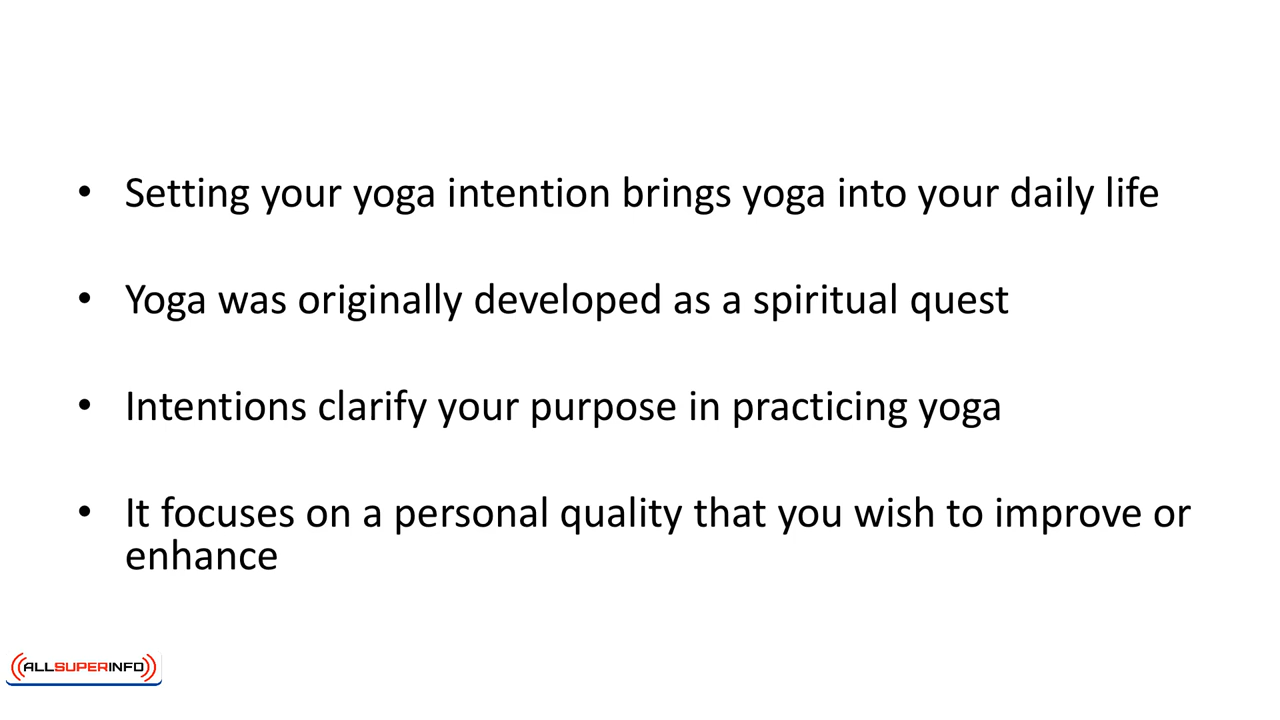 • Setting your yoga intention brings yoga into your daily life
• Yoga was originally developed as a spiritual quest
• Intentions clarify your purpose in practicing yoga
• It focuses on a personal quality that you wish to improve or
enhance
ALLSUPERINFO